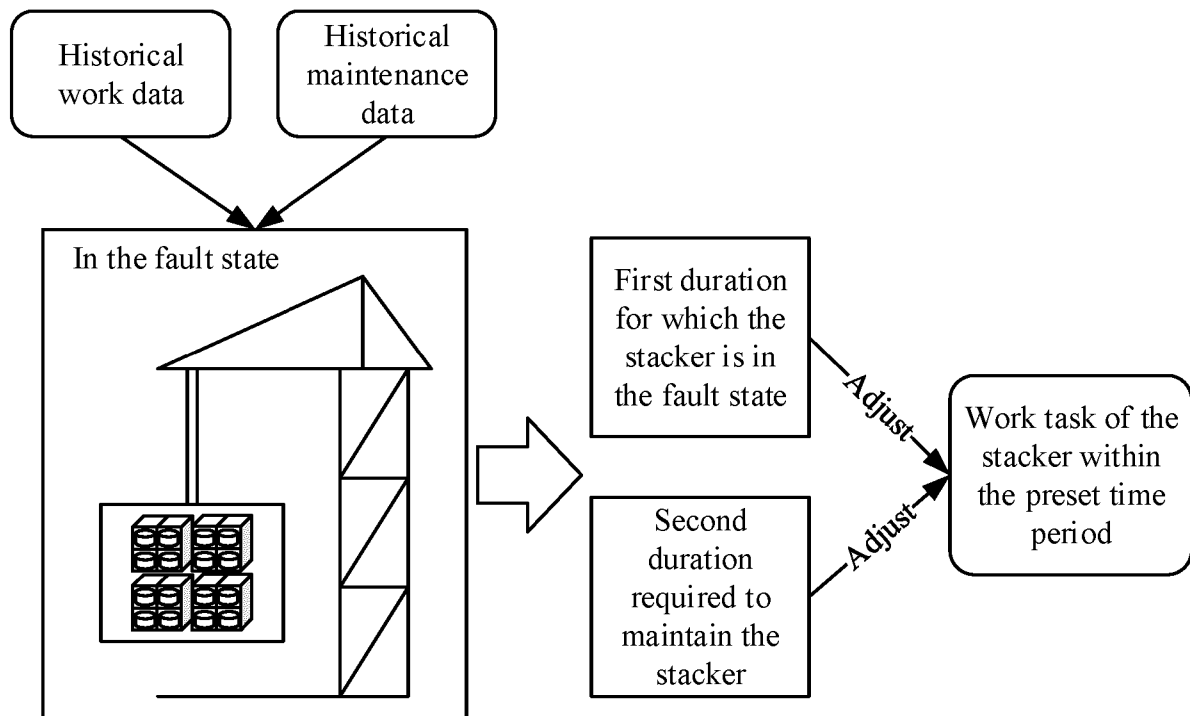 Historical
work data
Historical
maintenance
data
In the fault state
First duration
for which the
stacker is in
the fault state
Second
duration
required to
maintain the
stacker
Adjust
Adjust
Work task of the
stacker within
the preset time
period